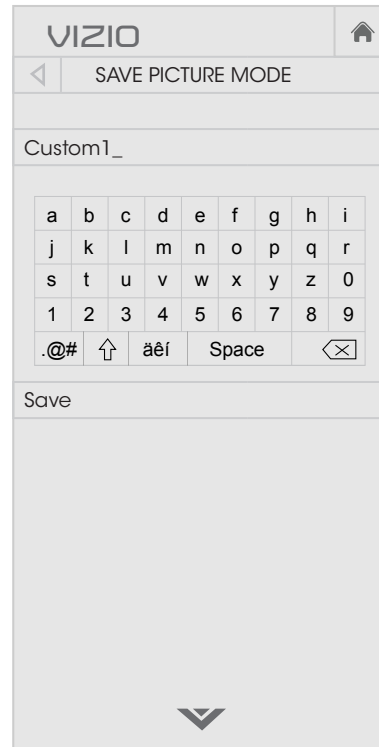 VIZIO
SAVE PICTURE MODE
Custom1_
a b c d e f g h i
j k l m n o p q r
s t u v w x y z 0
1 2 3 4 5 6 7 8 9
.@# äêí Space
Save